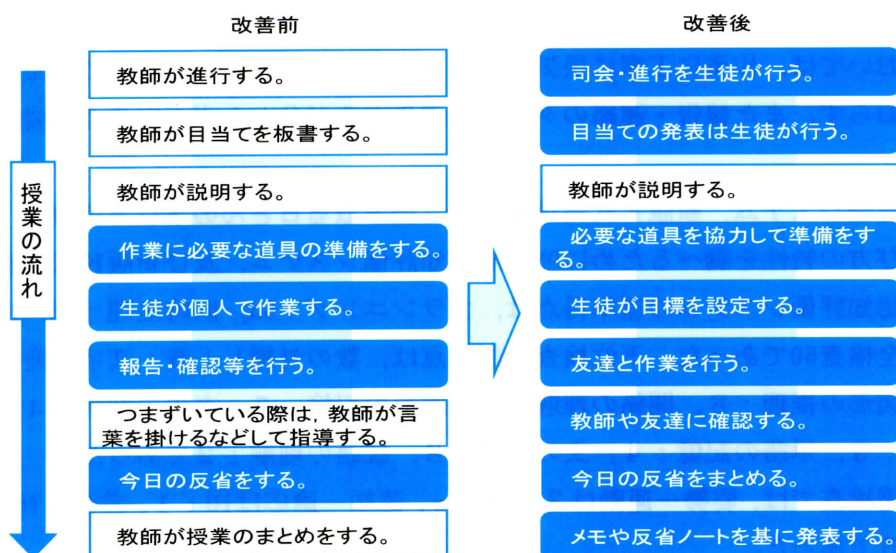 改善前
教師が進行する。
教師が目当てを板書する。
教師が説明する。
作業に必要な道具の準備をする。
生徒が個人で作業する。
報告・確認等を行う。
つまずいている際は,教師が言
葉を掛けるなどして指導する。
今日の反省をする。
教師が授業のまとめをする。
授業の流れ
改善後
司会・進行を生徒が行う。
目当ての発表は生徒が行う。
教師が説明する。
必要な道具を協力して準備をす
る。
生徒が目標を設定する。
友達と作業を行う。
教師や友達に確認する。
今日の反省をまとめる。
メモや反省ノートを基に発表する。